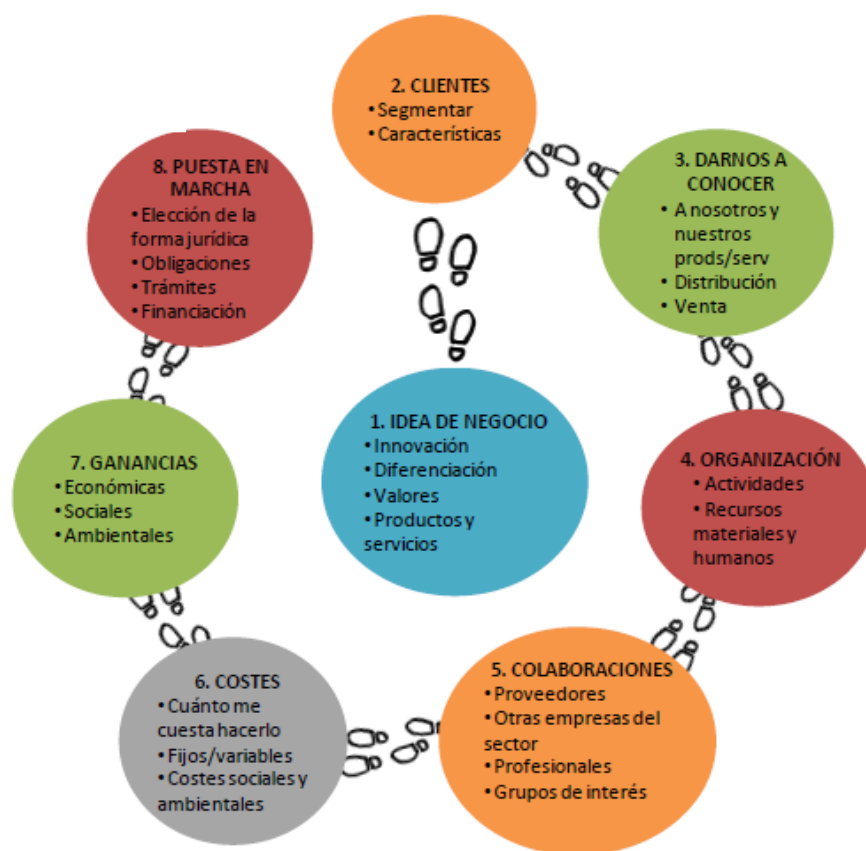 1. IDEA DE NEGOCIO
• Innovación
• Diferenciación
• Valores
• Productos y
servicios
2. CLIENTES
• Segmentar
• Características
3. DARNOS A
CONOCER
• A nosotros y
nuestros
prods/serv
• Distribución
• Venta
4. ORGANIZACIÓN
• Actividades
• Recursos
materiales y
humanos
5. COLABORACIONES
• Proveedores
• Otras empresas del
sector
• Profesionales
• Grupos de interés
6. COSTES
• Cuánto me
cuesta hacerlo
• Fijos/variables
• Costes sociales y
ambientales
7. GANANCIAS
• Económicas
• Sociales
• Ambientales
8. PUESTA EN
MARCHA
• Elección de la
forma jurídica
• Obligaciones
• Trámites
• Financiación